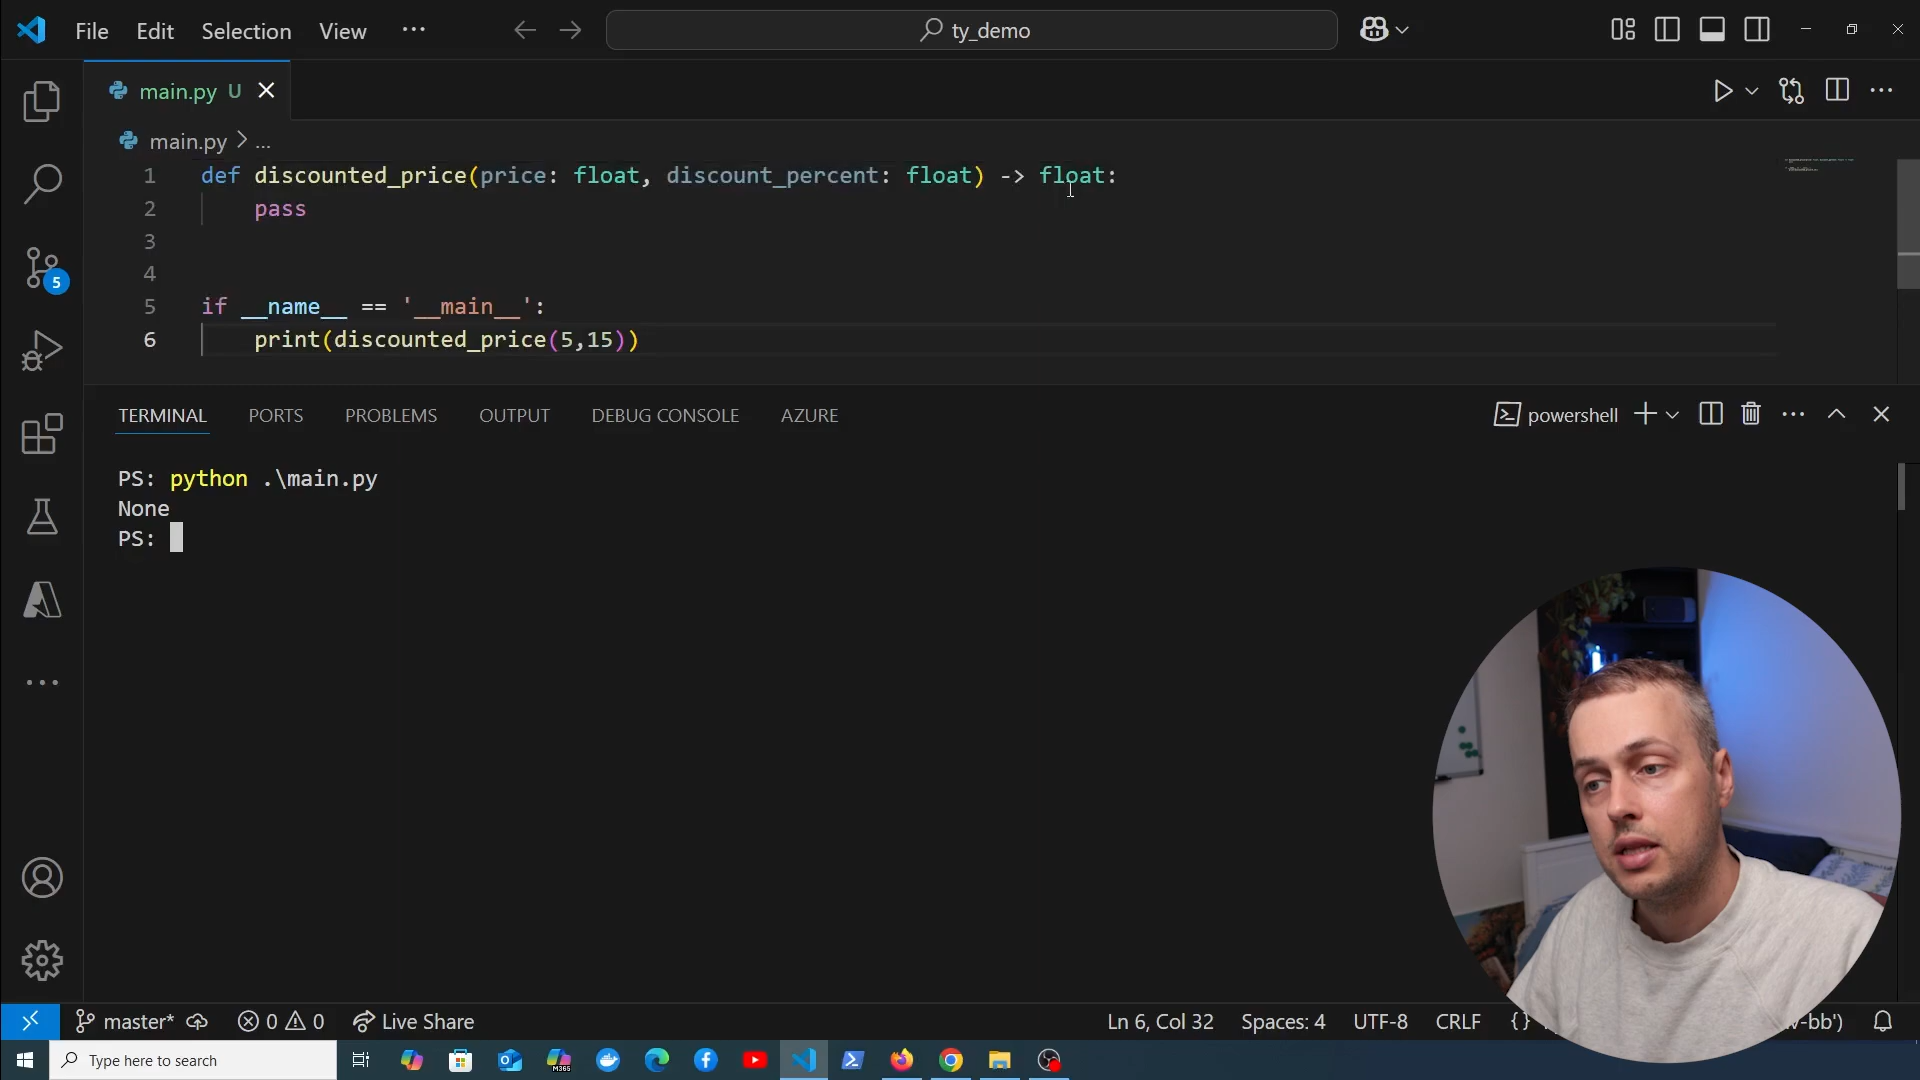 File Edit Selection View ··· ty_demo
main.py U
main.py > ...
1 def discounted_price(price: float, discount_percent: float) -> float:
2 pass
3
4
5 if __name__ == '__main__':
6 print(discounted_price(5,15))
TERMINAL PORTS PROBLEMS OUTPUT DEBUG CONSOLE AZURE powershell
PS: python .\main.py
None
PS:
5
master* 0 0 Live Share Ln 6, Col 32 Spaces: 4 UTF-8 CRLF {} -bb')
Type here to search M365